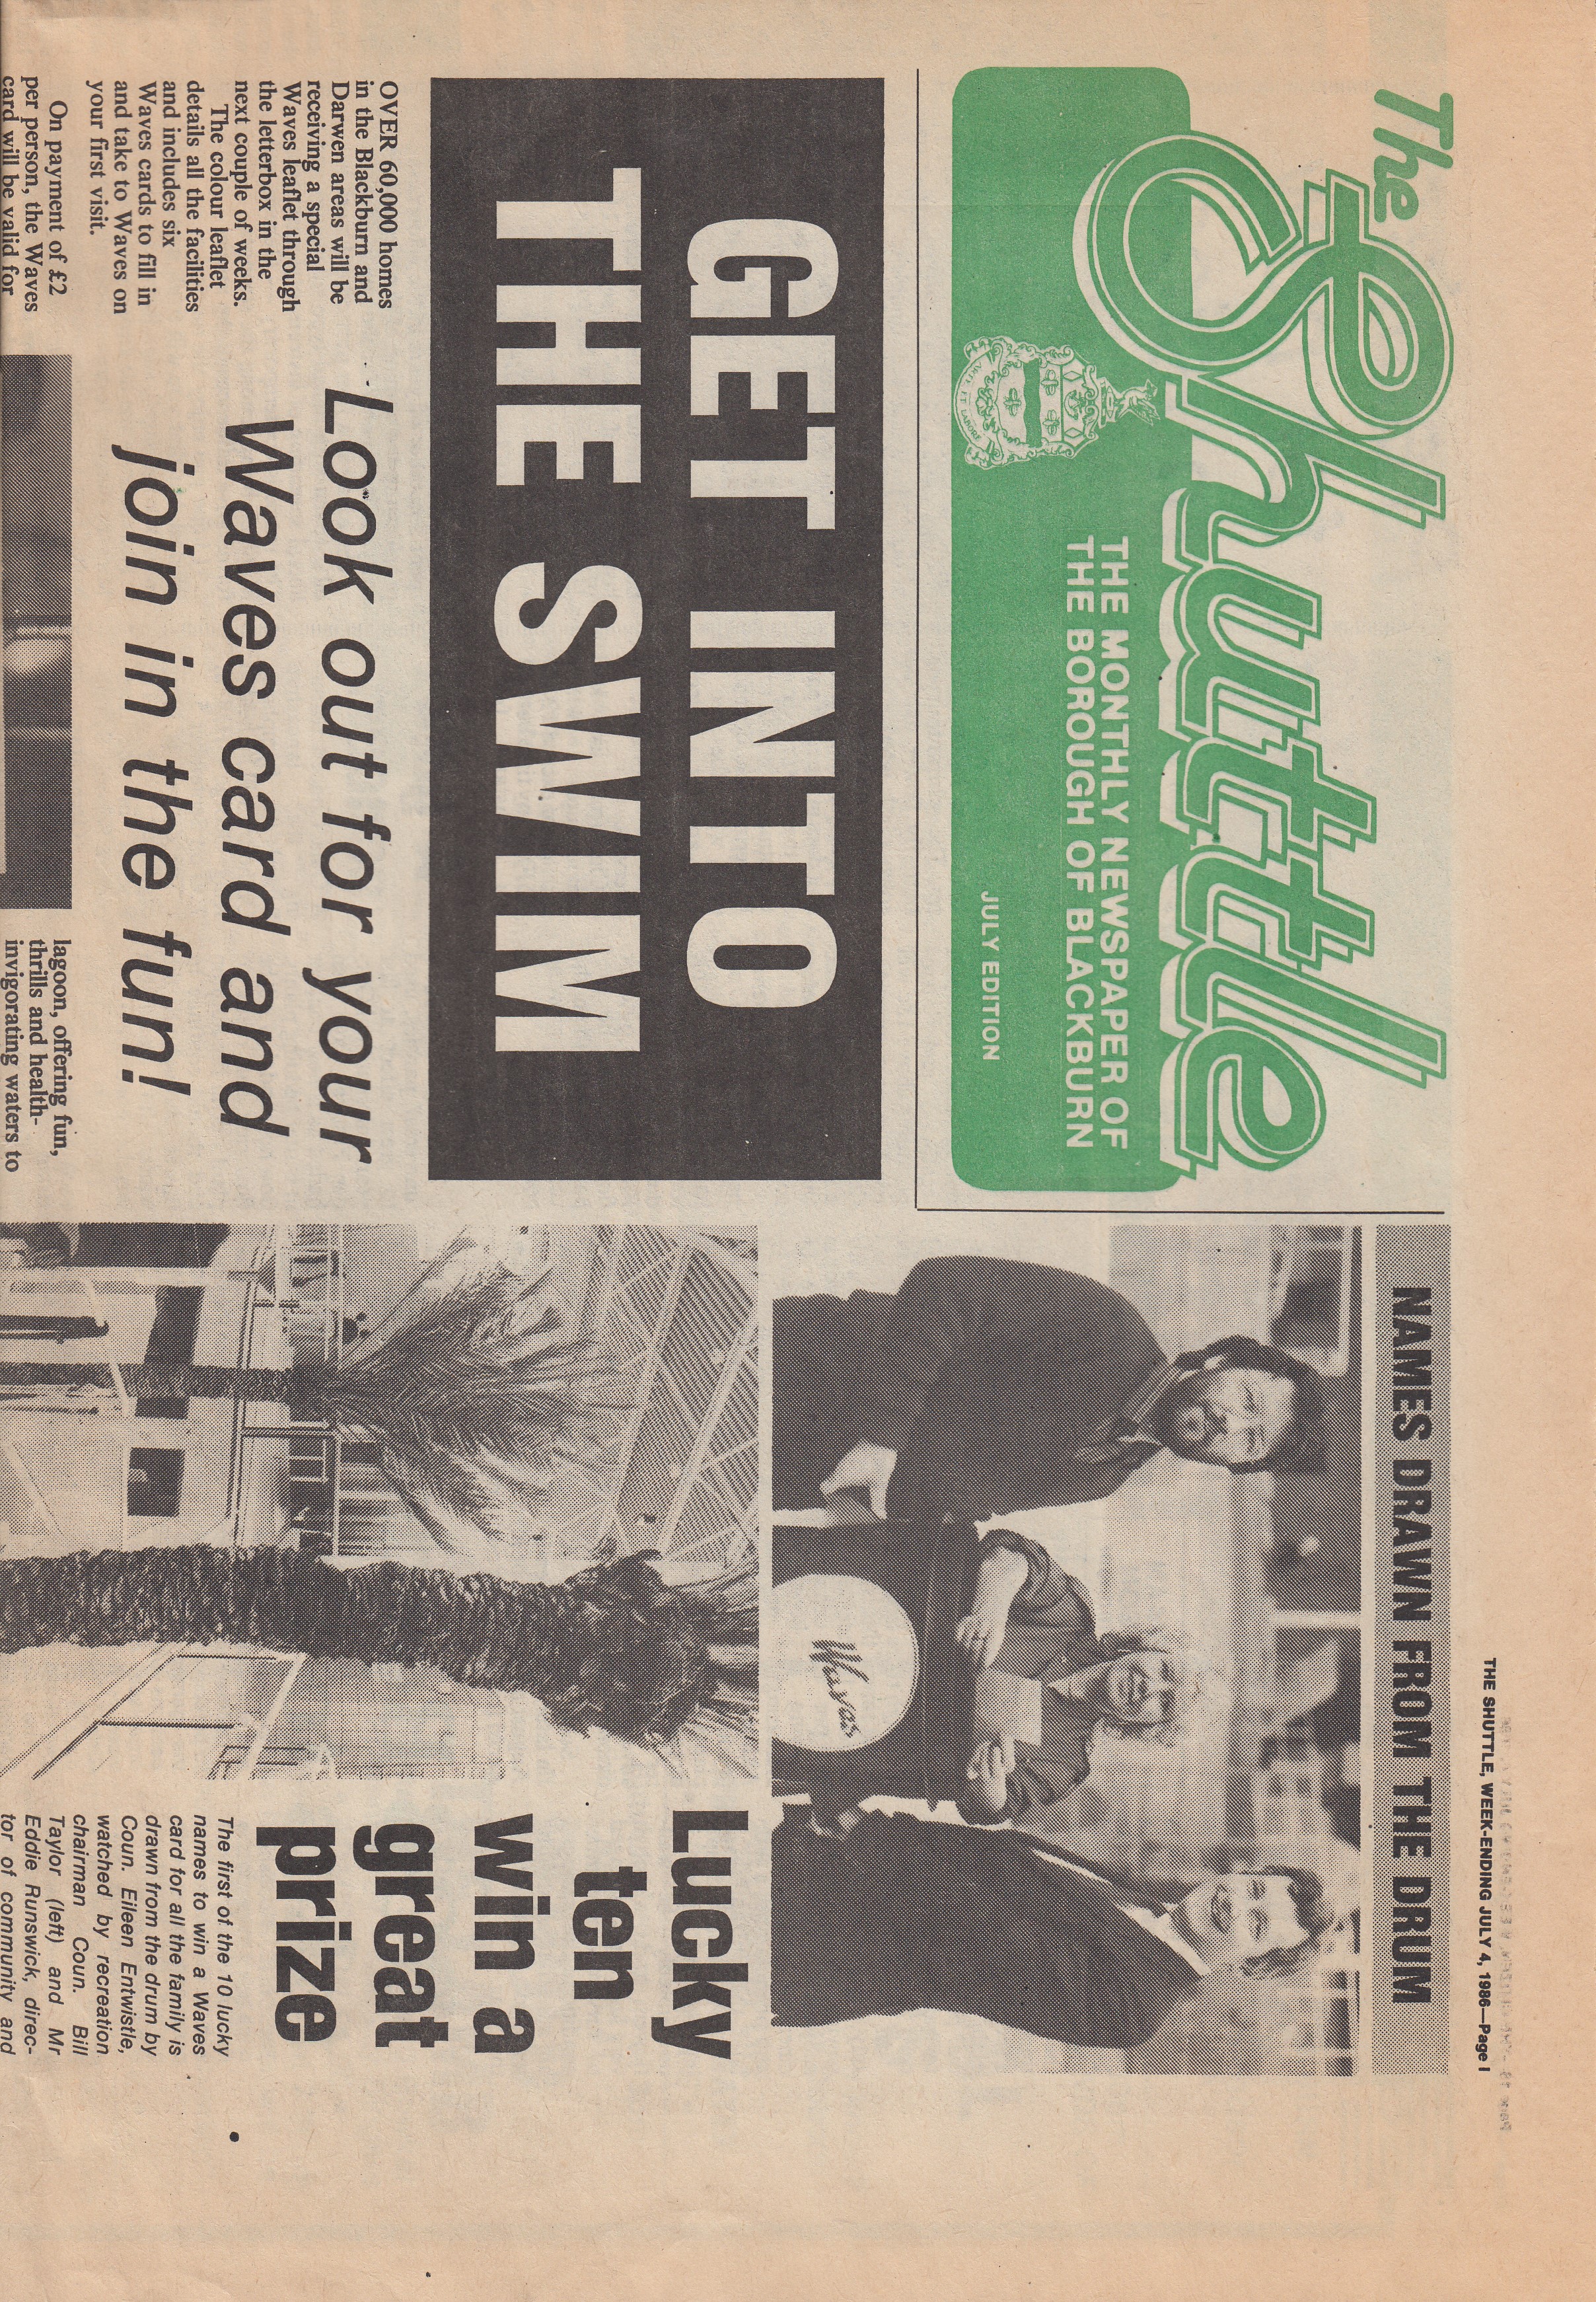 THE SHUTTLE, WEEK-ENDING JULY 4, 1986—Page 1
The Shuttle
THE MONTHLY NEWSPAPER OF
THE BOROUGH OF BLACKBURN
JULY EDITION
ARTE ET LABORE
GET INTO
THE SWIM
OVER 60,000 homes
in the Blackburn and
Darwen areas will be
receiving a special
Waves leaflet through
the letterbox in the
next couple of weeks.
The colour leaflet
details all the facilities
and includes six
Waves cards to fill in
and take to Waves on
your first visit.
On payment of £2
per person, the Waves
card will be valid for
Look out for your
Waves card and
join in the fun!
lagoon, offering fun,
thrills and health-
invigorating waters to
NAMES DRAWN FROM THE DRUM
Waves
Lucky
ten
win a
great
prize
The first of the 10 lucky
names to win a Waves
card for all the family is
drawn from the drum by
Coun. Eileen Entwistle,
watched by recreation
chairman Coun. Bill
Taylor (left) and Mr
Eddie Runswick, direc-
tor of community and